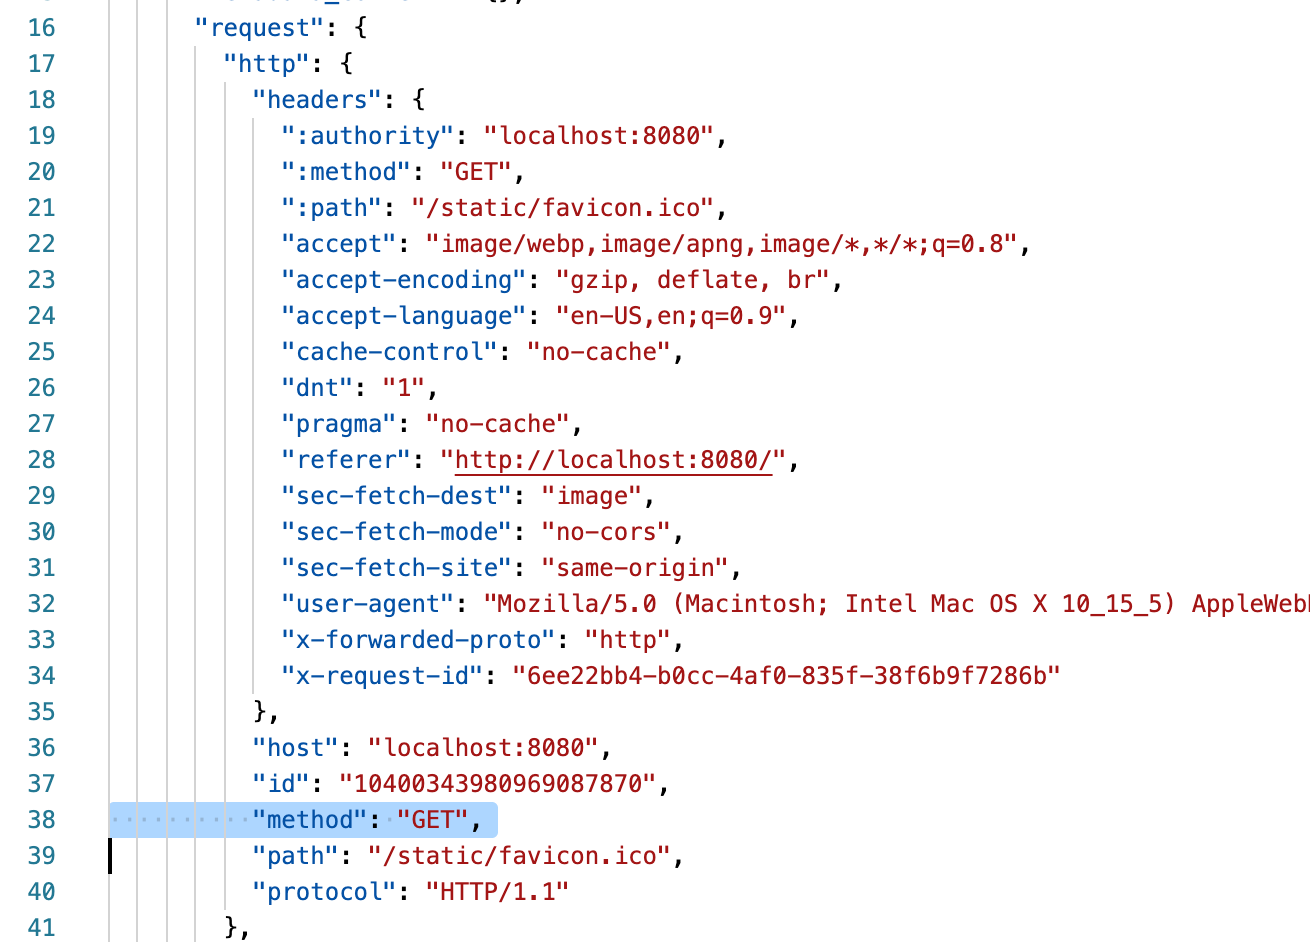 16 "request": {
17 "http": {
18 "headers": {
19 ":authority": "localhost:8080",
20 ":method": "GET",
21 ":path": "/static/favicon.ico",
22 "accept": "image/webp,image/apng,image/*,*/*;q=0.8",
23 "accept-encoding": "gzip, deflate, br",
24 "accept-language": "en-US,en;q=0.9",
25 "cache-control": "no-cache",
26 "dnt": "1",
27 "pragma": "no-cache",
28 "referer": "http://localhost:8080/",
29 "sec-fetch-dest": "image",
30 "sec-fetch-mode": "no-cors",
31 "sec-fetch-site": "same-origin",
32 "user-agent": "Mozilla/5.0 (Macintosh; Intel Mac OS X 10_15_5)
33 "x-forwarded-proto": "http",
34 "x-request-id": "6ee22bb4-b0cc-4af0-835f-38f6b9f7286b"
35 },
36 "host": "localhost:8080",
37 "id": "10400343980969087870",
38 "method": "GET",
39 "path": "/static/favicon.ico",
40 "protocol": "HTTP/1.1"
41 },